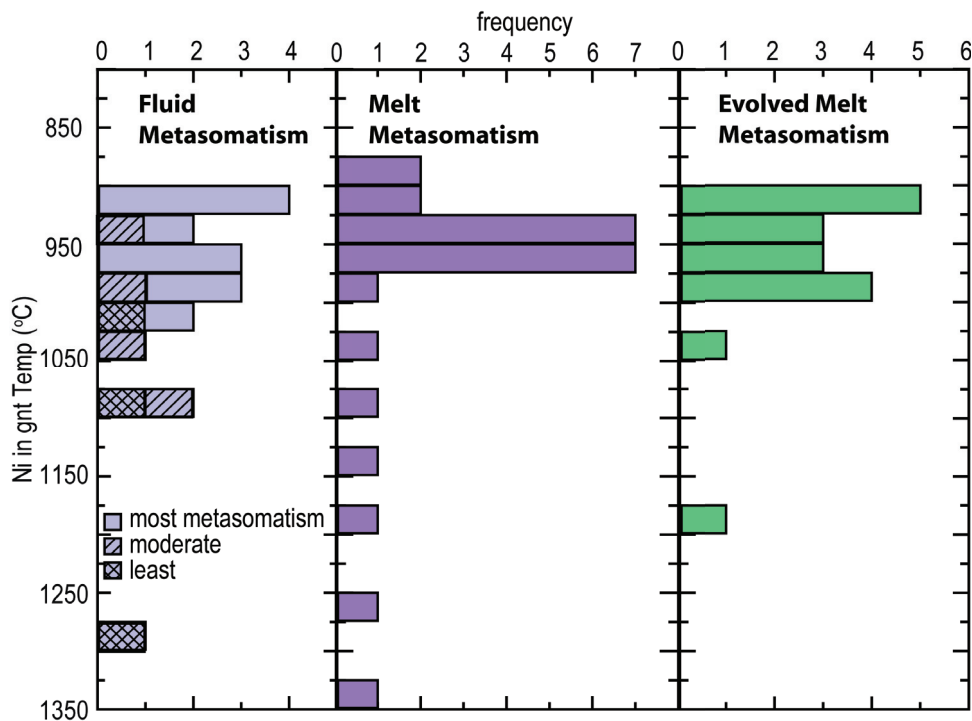 frequency
0 1 2 3 4 0 1 2 3 4 5 6 7 0 1 2 3 4 5 6
Fluid
Metasomatism
Melt
Metasomatism
Evolved Melt
Metasomatism
Ni in gnt Temp (°C)
850
950
1050
1150
1250
1350
most metasomatism
moderate
least